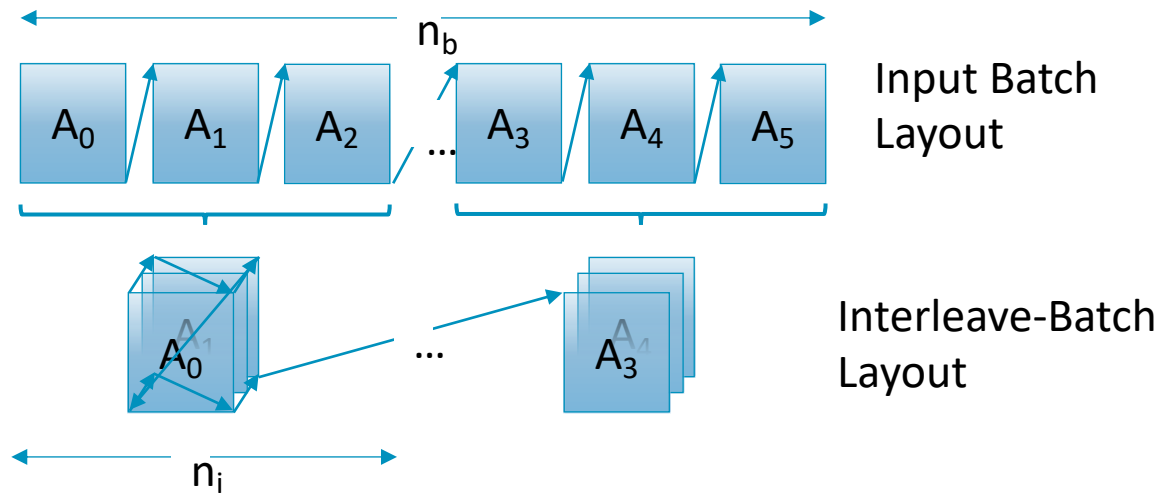 n_b
A_0 A_1 A_2 ... A_3 A_4 A_5
Input Batch
Layout
A_1 A_4
A_0 ... A_3
Interleave-Batch
Layout
n_i